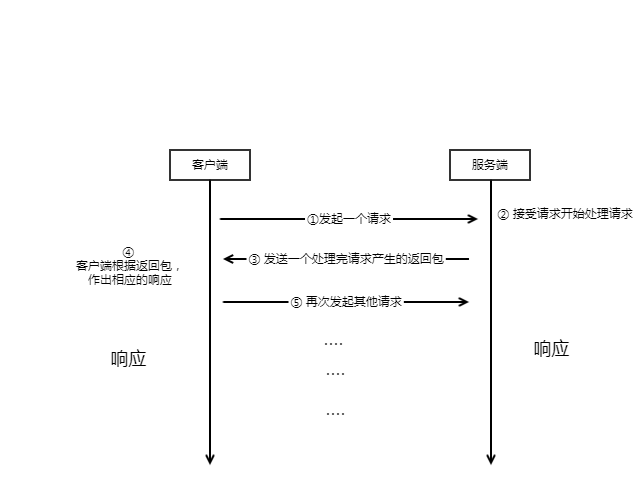 客户端
服务端
①发起一个请求
② 接受请求开始处理请求
③ 发送一个处理完请求产生的返回包
④
客户端根据返回包，
作出相应的响应
⑤ 再次发起其他请求
....
响应
响应
....
....